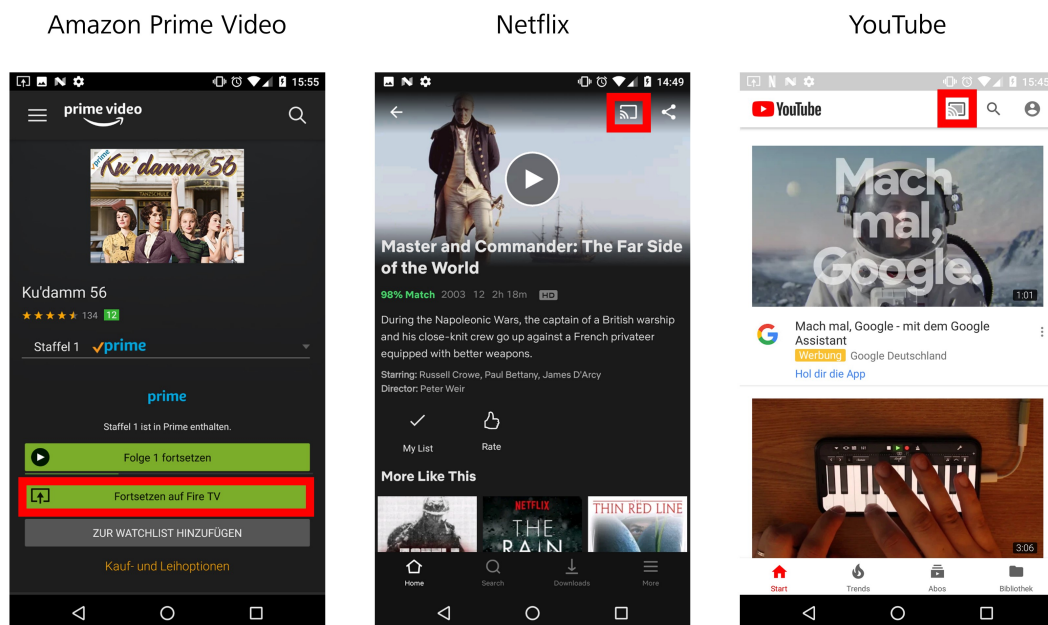 Amazon Prime Video
15:55
prime video
prime
Ku'damm 56
TANZSCHULE
Ku'damm 56
134 12
Staffel 1 prime
prime
Staffel 1 ist in Prime enthalten.
Folge 1 fortsetzen
Fortsetzen auf Fire TV
ZUR WATCHLIST HINZUFÜGEN
Kauf- und Leihoptionen
Netflix
14:49
Master and Commander: The Far Side
of the World
98% Match 2003 12 2h 18m HD
During the Napoleonic Wars, the captain of a British warship
and his close-knit crew go up against a French privateer
equipped with better weapons.
Starring: Russell Crowe, Paul Bettany, James D'Arcy
Director: Peter Weir
My List Rate
More Like This
NETFLIX
THE
RAIN
THIN RED LINE
Home Search Downloads More
YouTube
15:45
YouTube
Mach
mal,
Google.
1:01
Mach mal, Google - mit dem Google
Assistant
Werbung Google Deutschland
Hol dir die App
3:06
Start Trends Abos Bibliothek